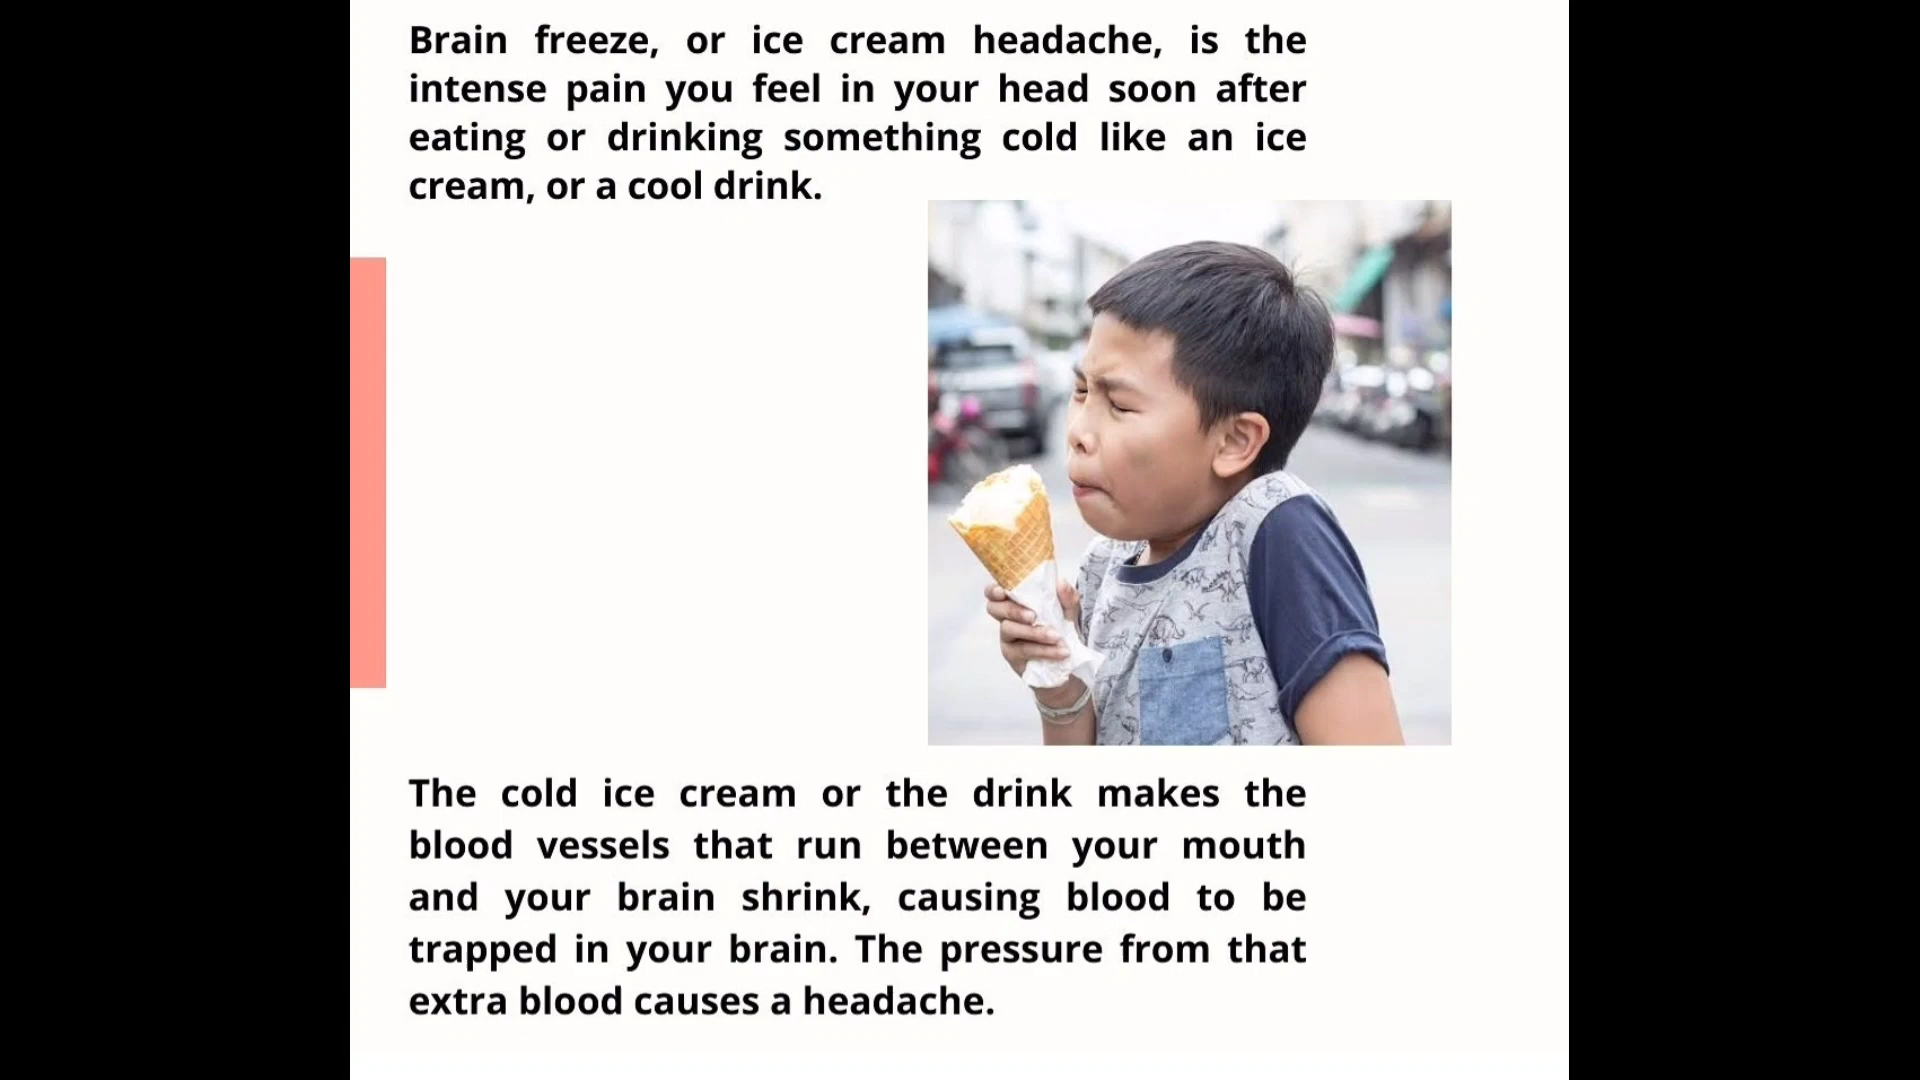 Brain freeze, or ice cream headache, is the
intense pain you feel in your head soon after
eating or drinking something cold like an ice
cream, or a cool drink.
The cold ice cream or the drink makes the
blood vessels that run between your mouth
and your brain shrink, causing blood to be
trapped in your brain. The pressure from that
extra blood causes a headache.